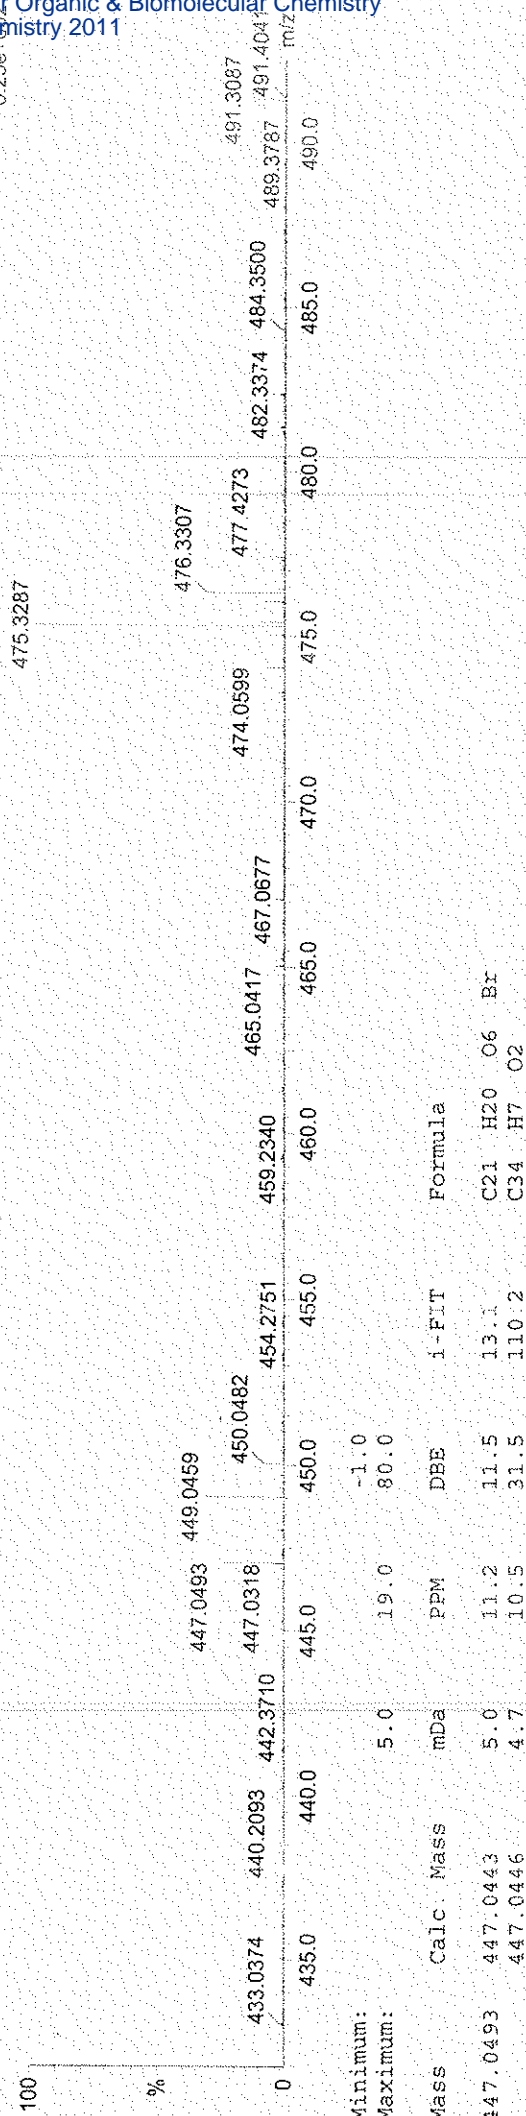 r Organic & Biomolecular Chemistry
mistry 2011
100
%
0
433.0374
440.2093
442.3710
447.0493
447.0318
449.0459
450.0482
454.2751
459.2340
465.0417
467.0677
474.0599
475.3287
476.3307
477.4273
482.3374
484.3500
489.3787
491.3087
491.4041
m/z
435.0 440.0 445.0 450.0 455.0 460.0 465.0 470.0 475.0 480.0 485.0 490.0
Minimum: -1.0
Maximum: 5.0 19.0 80.0
Mass Calc Mass mDa PPM DBE i-FIT Formula
447.0493 447.0443 5.0 11.2 11.5 13.1 C21 H20 O6 Br
447.0446 4.7 10.5 31.5 110.2 C34 H7 O2